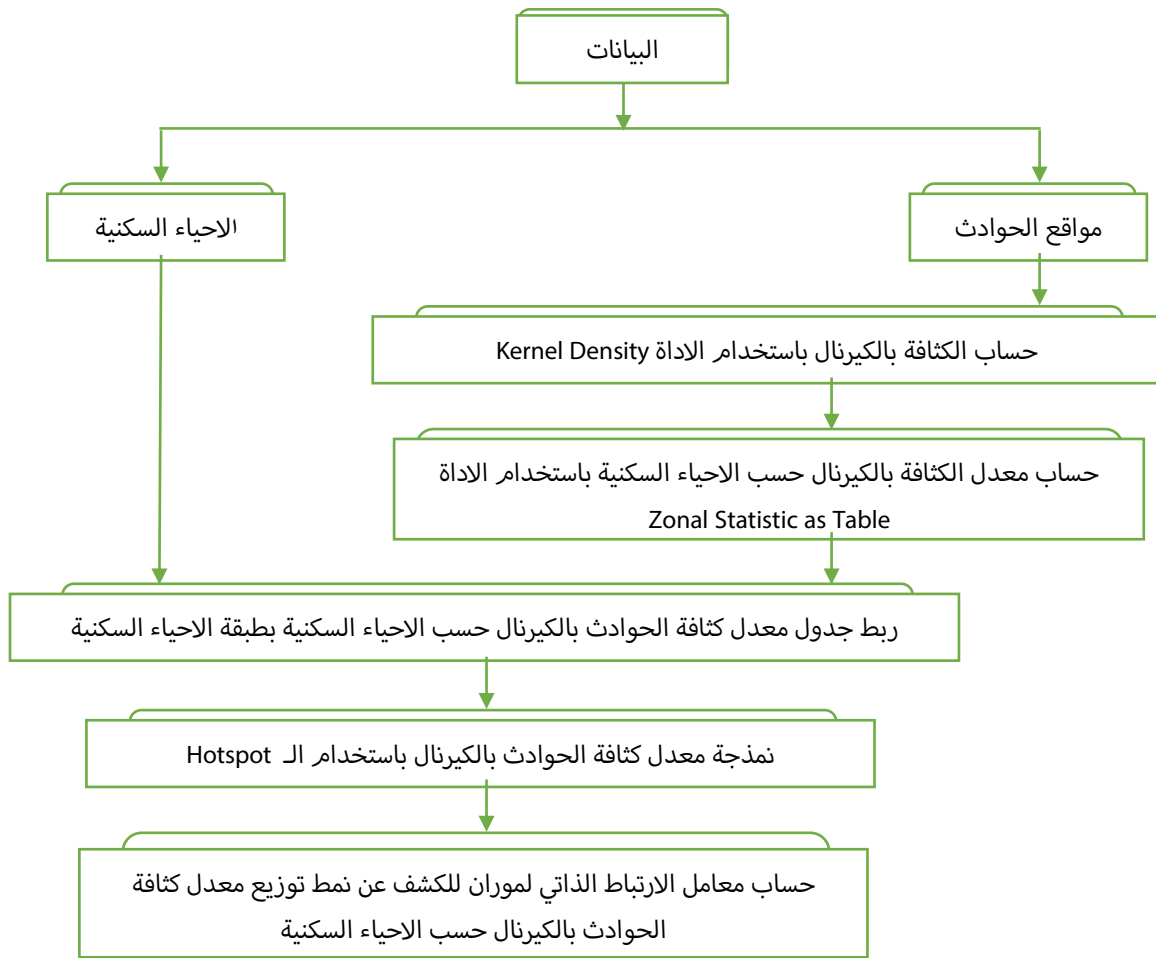 البيانات
مواقع الحوادث
الاحياء السكنية
حساب الكثافة بالكيرنال باستخدام الاداة Kernel Density
حساب معدل الكثافة بالكيرنال حسب الاحياء السكنية باستخدام الاداة
Zonal Statistic as Table
ربط جدول معدل كثافة الحوادث بالكيرنال حسب الاحياء السكنية بطبقة الاحياء السكنية
نمذجة معدل كثافة الحوادث بالكيرنال باستخدام الـ Hotspot
حساب معامل الارتباط الذاتي لموران للكشف عن نمط توزيع معدل كثافة
الحوادث بالكيرنال حسب الاحياء السكنية